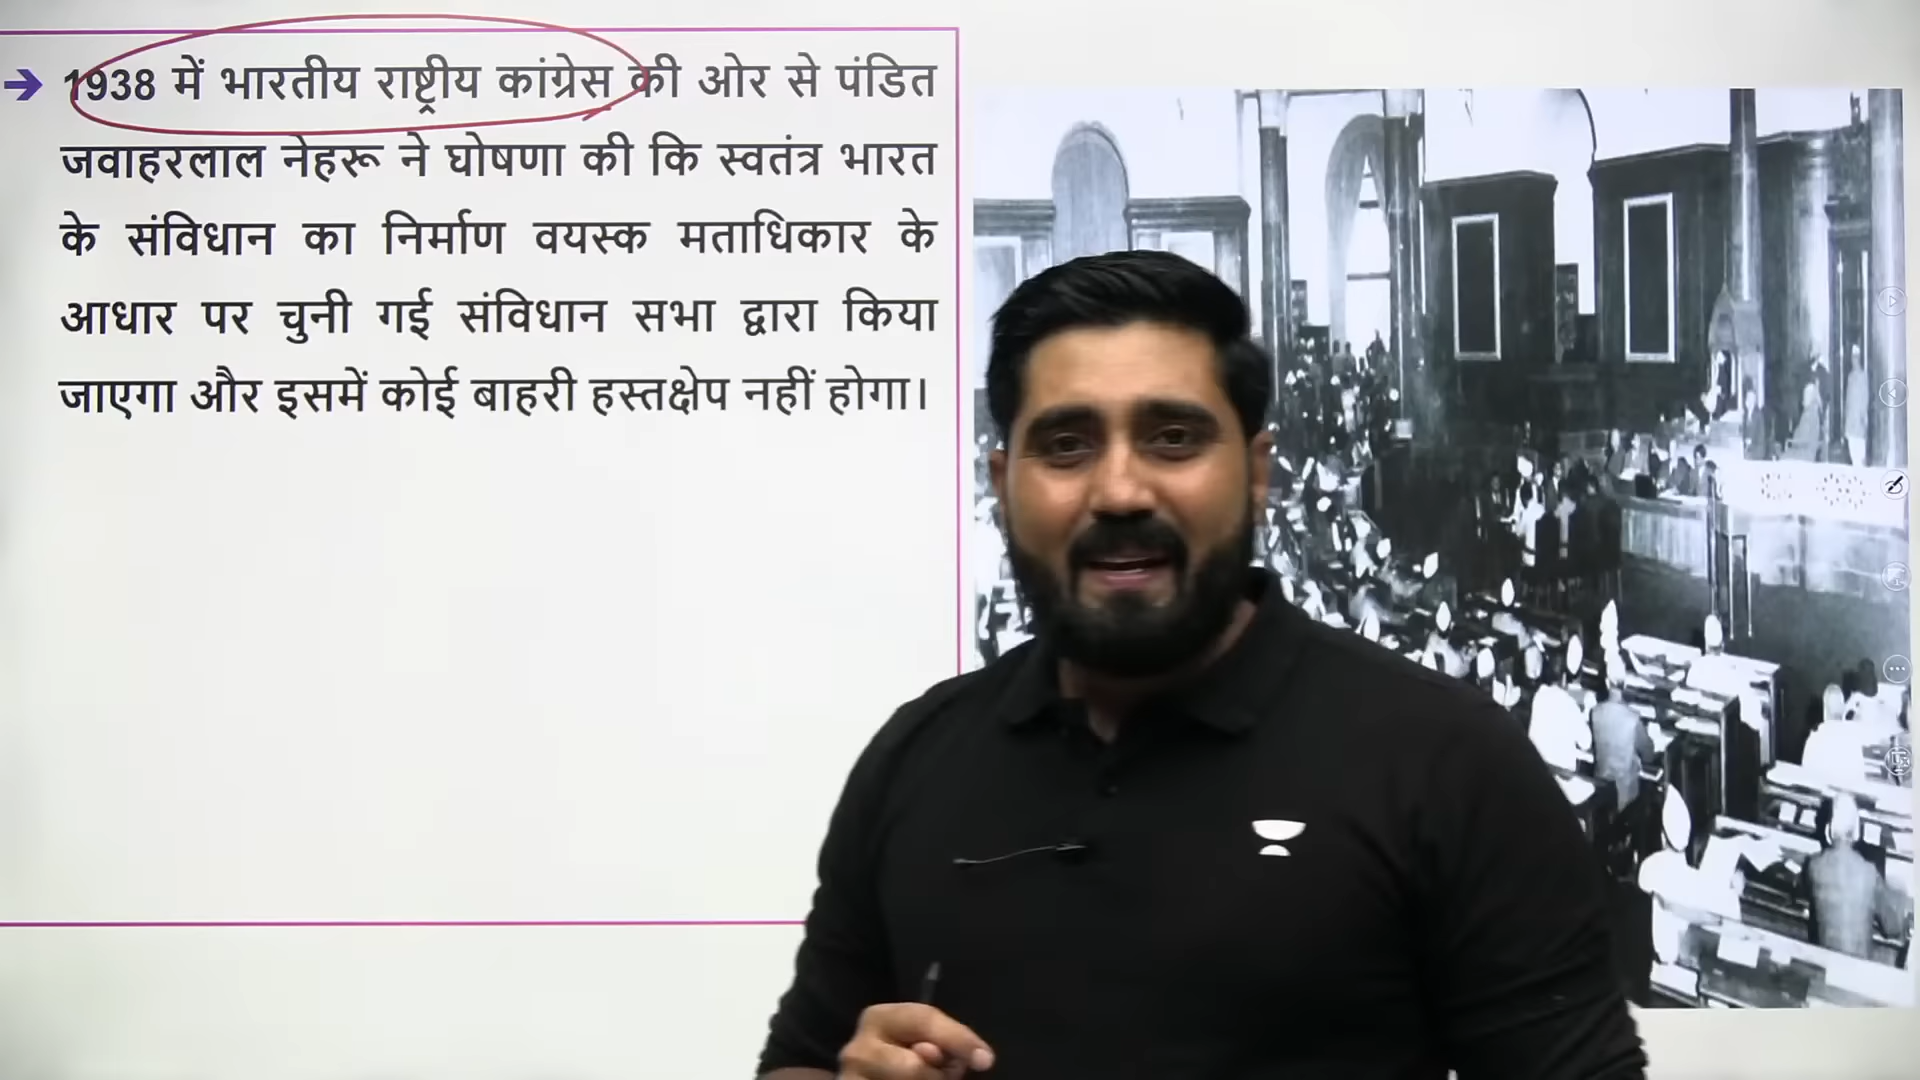 → 1938 में भारतीय राष्ट्रीय कांग्रेस की ओर से पंडित
जवाहरलाल नेहरू ने घोषणा की कि स्वतंत्र भारत
के संविधान का निर्माण वयस्क मताधिकार के
आधार पर चुनी गई संविधान सभा द्वारा किया
जाएगा और इसमें कोई बाहरी हस्तक्षेप नहीं होगा।